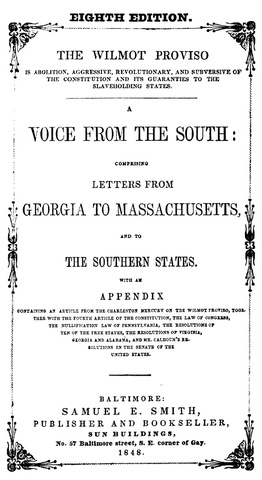 EIGHTH EDITION.
THE WILMOT PROVISO
IS ABOLITION, AGGRESSIVE, REVOLUTIONARY, AND SUBVERSIVE OF
THE CONSTITUTION AND ITS GUARANTIES TO THE
SLAVEHOLDING STATES.
A
VOICE FROM THE SOUTH:
COMPRISING
LETTERS FROM
GEORGIA TO MASSACHUSETTS,
AND TO
THE SOUTHERN STATES.
WITH AN
APPENDIX
CONTAINING AN ARTICLE FROM THE CHARLESTON MERCURY ON THE WILMOT PROVISO, TOGE-
THER WITH THE FOURTH ARTICLE OF THE CONSTITUTION, THE LAW OF CONGRESS,
THE NULLIFICATION LAW OF PENNSYLVANIA, THE RESOLUTIONS OF
TEN OF THE FREE STATES, THE RESOLUTIONS OF VIRGINIA,
GEORGIA AND ALABAMA, AND MR. CALHOUN'S RE-
SOLUTIONS IN THE SENATE OF THE
UNITED STATES.
BALTIMORE:
SAMUEL E. SMITH,
PUBLISHER AND BOOKSELLER,
SUN BUILDINGS,
No. 57 Baltimore street, S. E. corner of Gay.
1848.